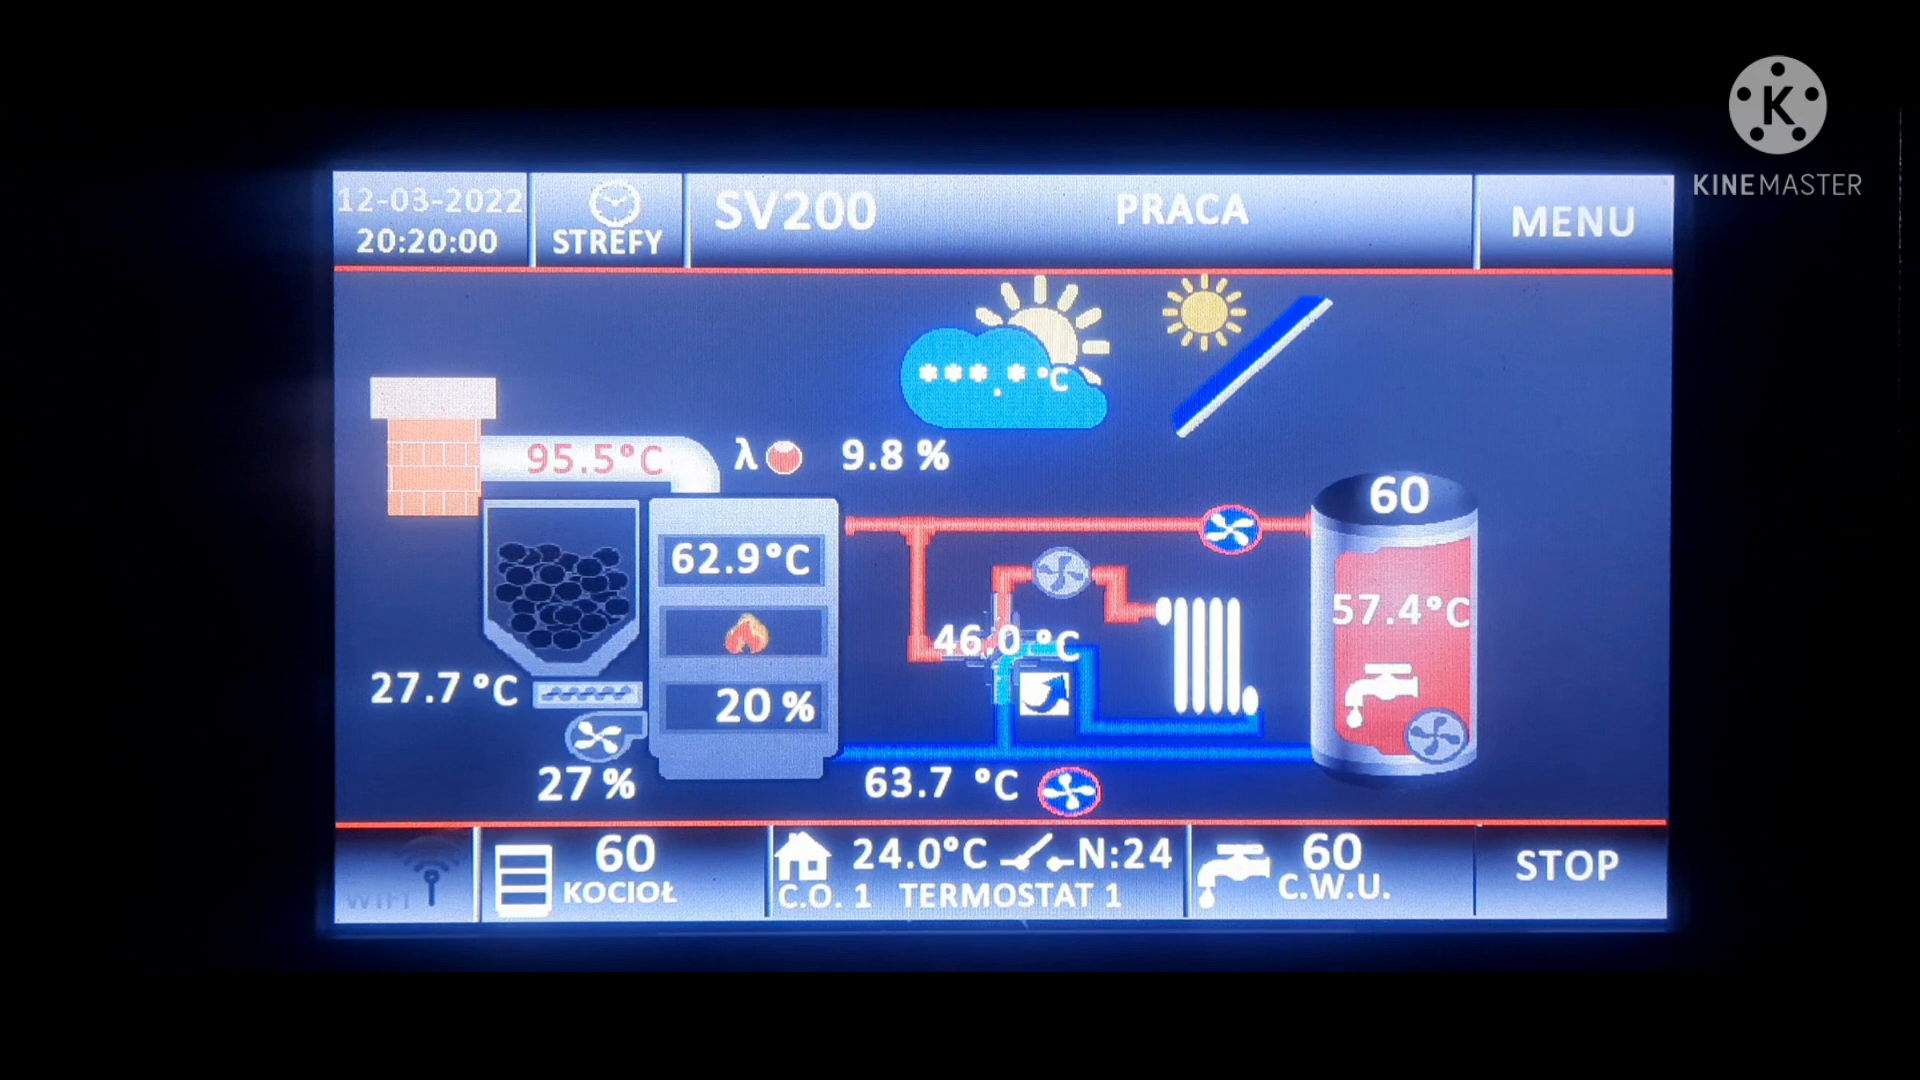 12-03-2022
20:20:00
STREFY
SV200
PRACA
MENU
K
KINEMASTER
***.* °C
95.5°C
λ
9.8 %
60
62.9°C
57.4°C
46.0 °C
27.7 °C
20 %
27 %
63.7 °C
WIFI
60
KOCIOŁ
24.0°C
N:24
C.O. 1 TERMOSTAT 1
60
C.W.U.
STOP